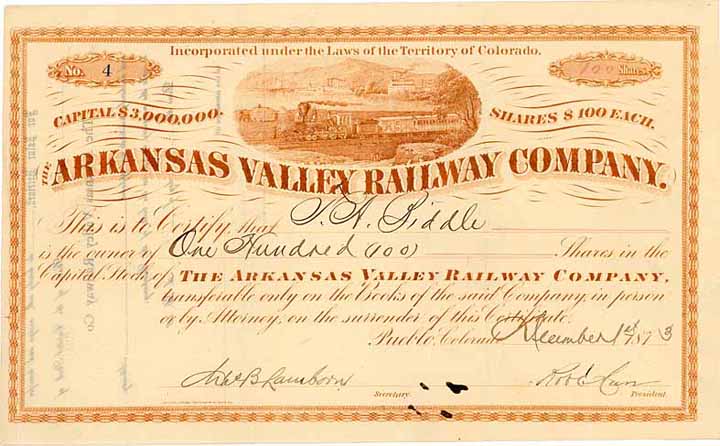 Incorporated under the Laws of the Territory of Colorado.
No. 4
100 Shares
CAPITAL $3,000,000.
SHARES $100 EACH.
THE ARKANSAS VALLEY RAILWAY COMPANY.
This is to Certify, that
is the owner of One Hundred (100) Shares in the
Capital Stock of THE ARKANSAS VALLEY RAILWAY COMPANY,
transferable only on the Books of the said Company, in person
or by Attorney, on the surrender of this Certificate.
Pueblo, Colorado December 1st 1873
Secretary.
President.